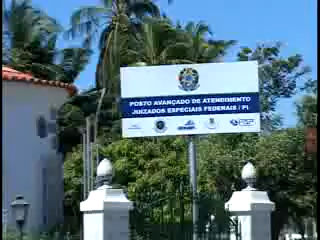 POSTO AVANÇADO DE ATENDIMENTO
JUIZADOS ESPECIAIS FEDERAIS / PI